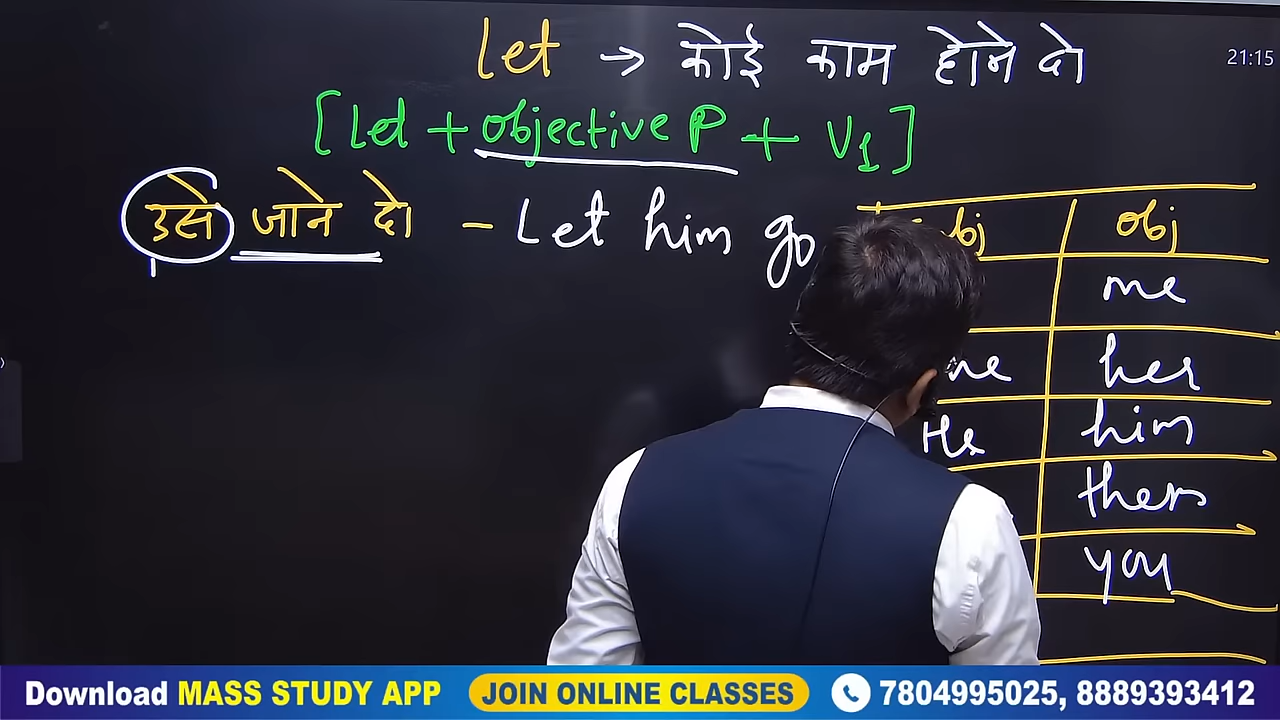 let → कोई काम होने दो
21:15
[Let + objective P + V1]
उसे जाने दो - Let him go
obj
me
her
He him
them
you
Download MASS STUDY APP JOIN ONLINE CLASSES 7804995025, 8889393412